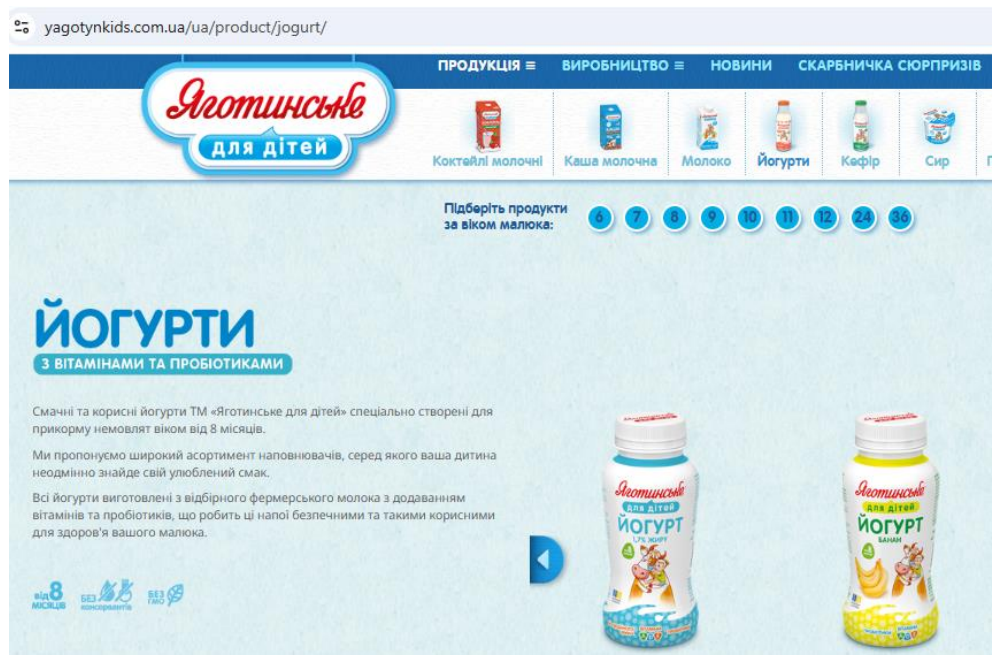 yagotynkids.com.ua/ua/product/jogurt/
ПРОДУКЦІЯ ≡ ВИРОБНИЦТВО ≡ НОВИНИ СКАРБНИЧКА СЮРПРИЗІВ
Яготинське
для дітей
Коктейлі молочні Каша молочна Молоко Йогурти Кефір Сир
Підберіть продукти
за віком малюка:
6 7 8 9 10 11 12 24 36
ЙОГУРТИ
З ВІТАМІНАМИ ТА ПРОБІОТИКАМИ
Смачні та корисні йогурти ТМ «Яготинське для дітей» спеціально створені для
прикорму немовлят віком від 8 місяців.
Ми пропонуємо широкий асортимент наповнювачів, серед якого ваша дитина
неодмінно знайде свій улюблений смак.
Всі йогурти виготовлені з відбірного фермерського молока з додаванням
вітамінів та пробіотиків, що робить ці напої безпечними та такими корисними
для здоров'я вашого малюка.
від 8
МІСЯЦІВ
БЕЗ
консервантів
БЕЗ
ГМО
Яготинське
для дітей
ЙОГУРТ
1,7% ЖИРУ
Яготинське
для дітей
ЙОГУРТ
БАНАН